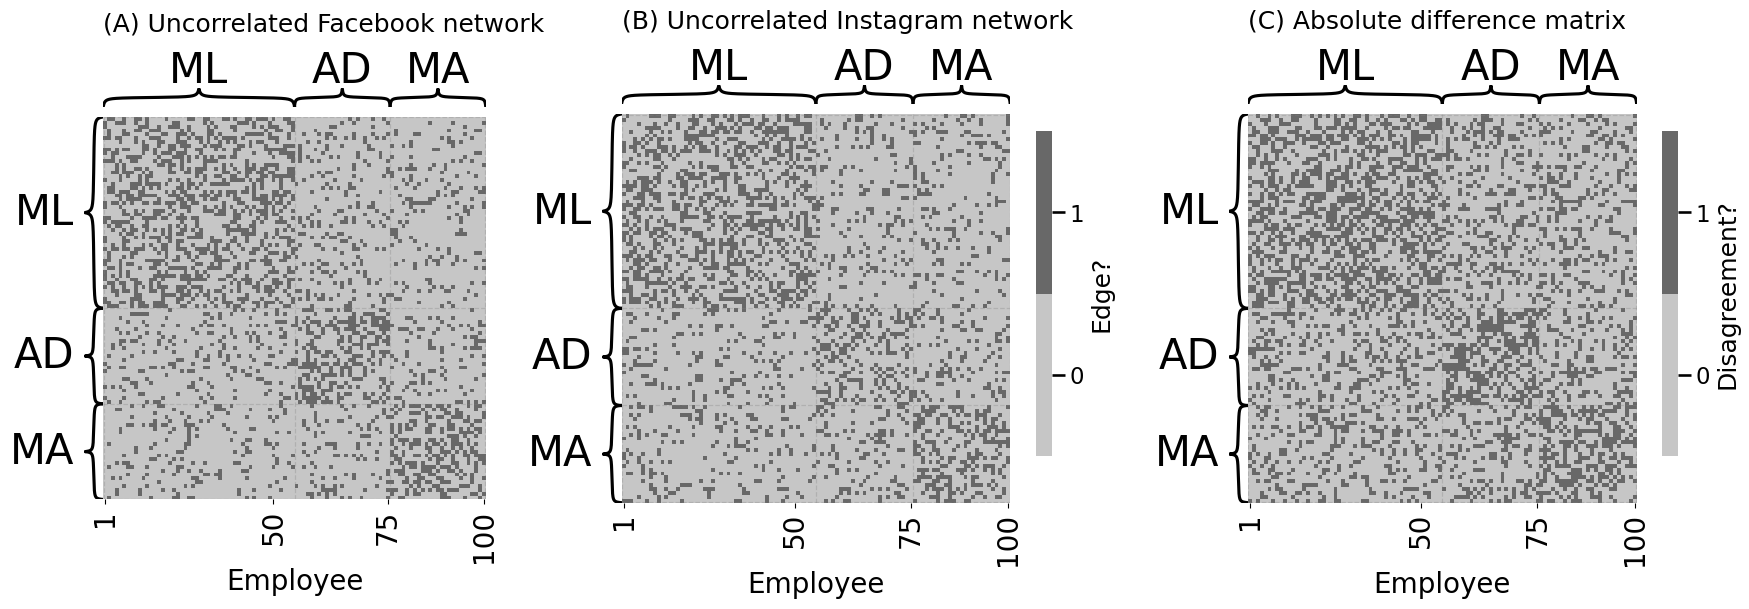 (A) Uncorrelated Facebook network
ML AD MA
ML
AD
MA
1 50 75 100
Employee
(B) Uncorrelated Instagram network
ML AD MA
ML
AD
MA
1 50 75 100
Employee
1
0
Edge?
(C) Absolute difference matrix
ML AD MA
ML
AD
MA
1 50 75 100
Employee
1
0
Disagreement?